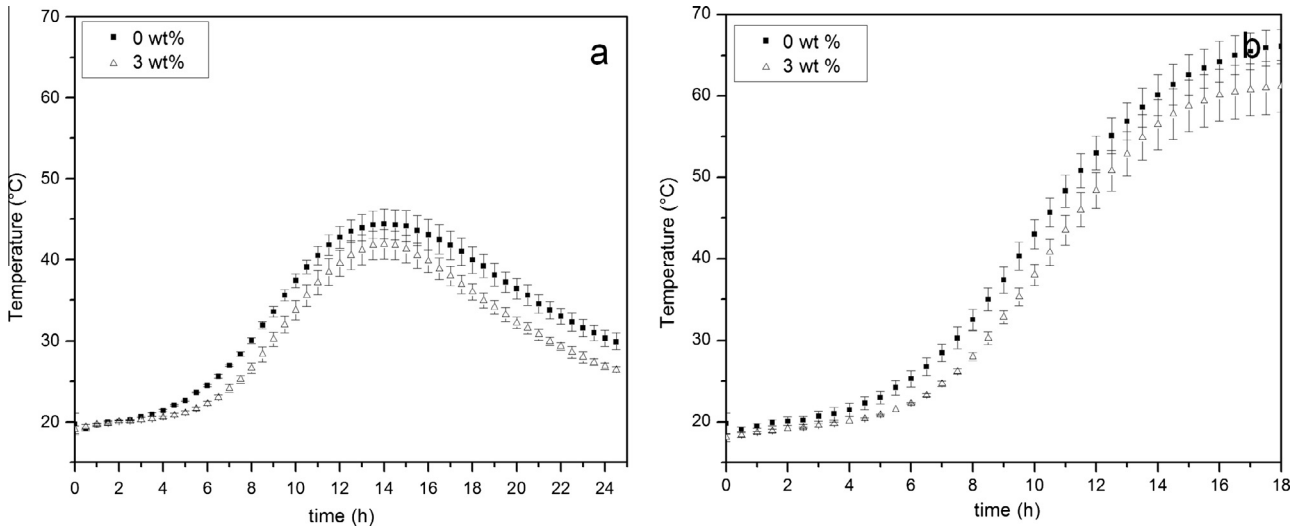 70
60
50
40
30
20
Temperature (°C)
0 wt%
3 wt%
a
0 2 4 6 8 10 12 14 16 18 20 22 24
time (h)
70
60
50
40
30
20
Temperature (°C)
0 wt %
3 wt %
b
0 2 4 6 8 10 12 14 16 18
time (h)